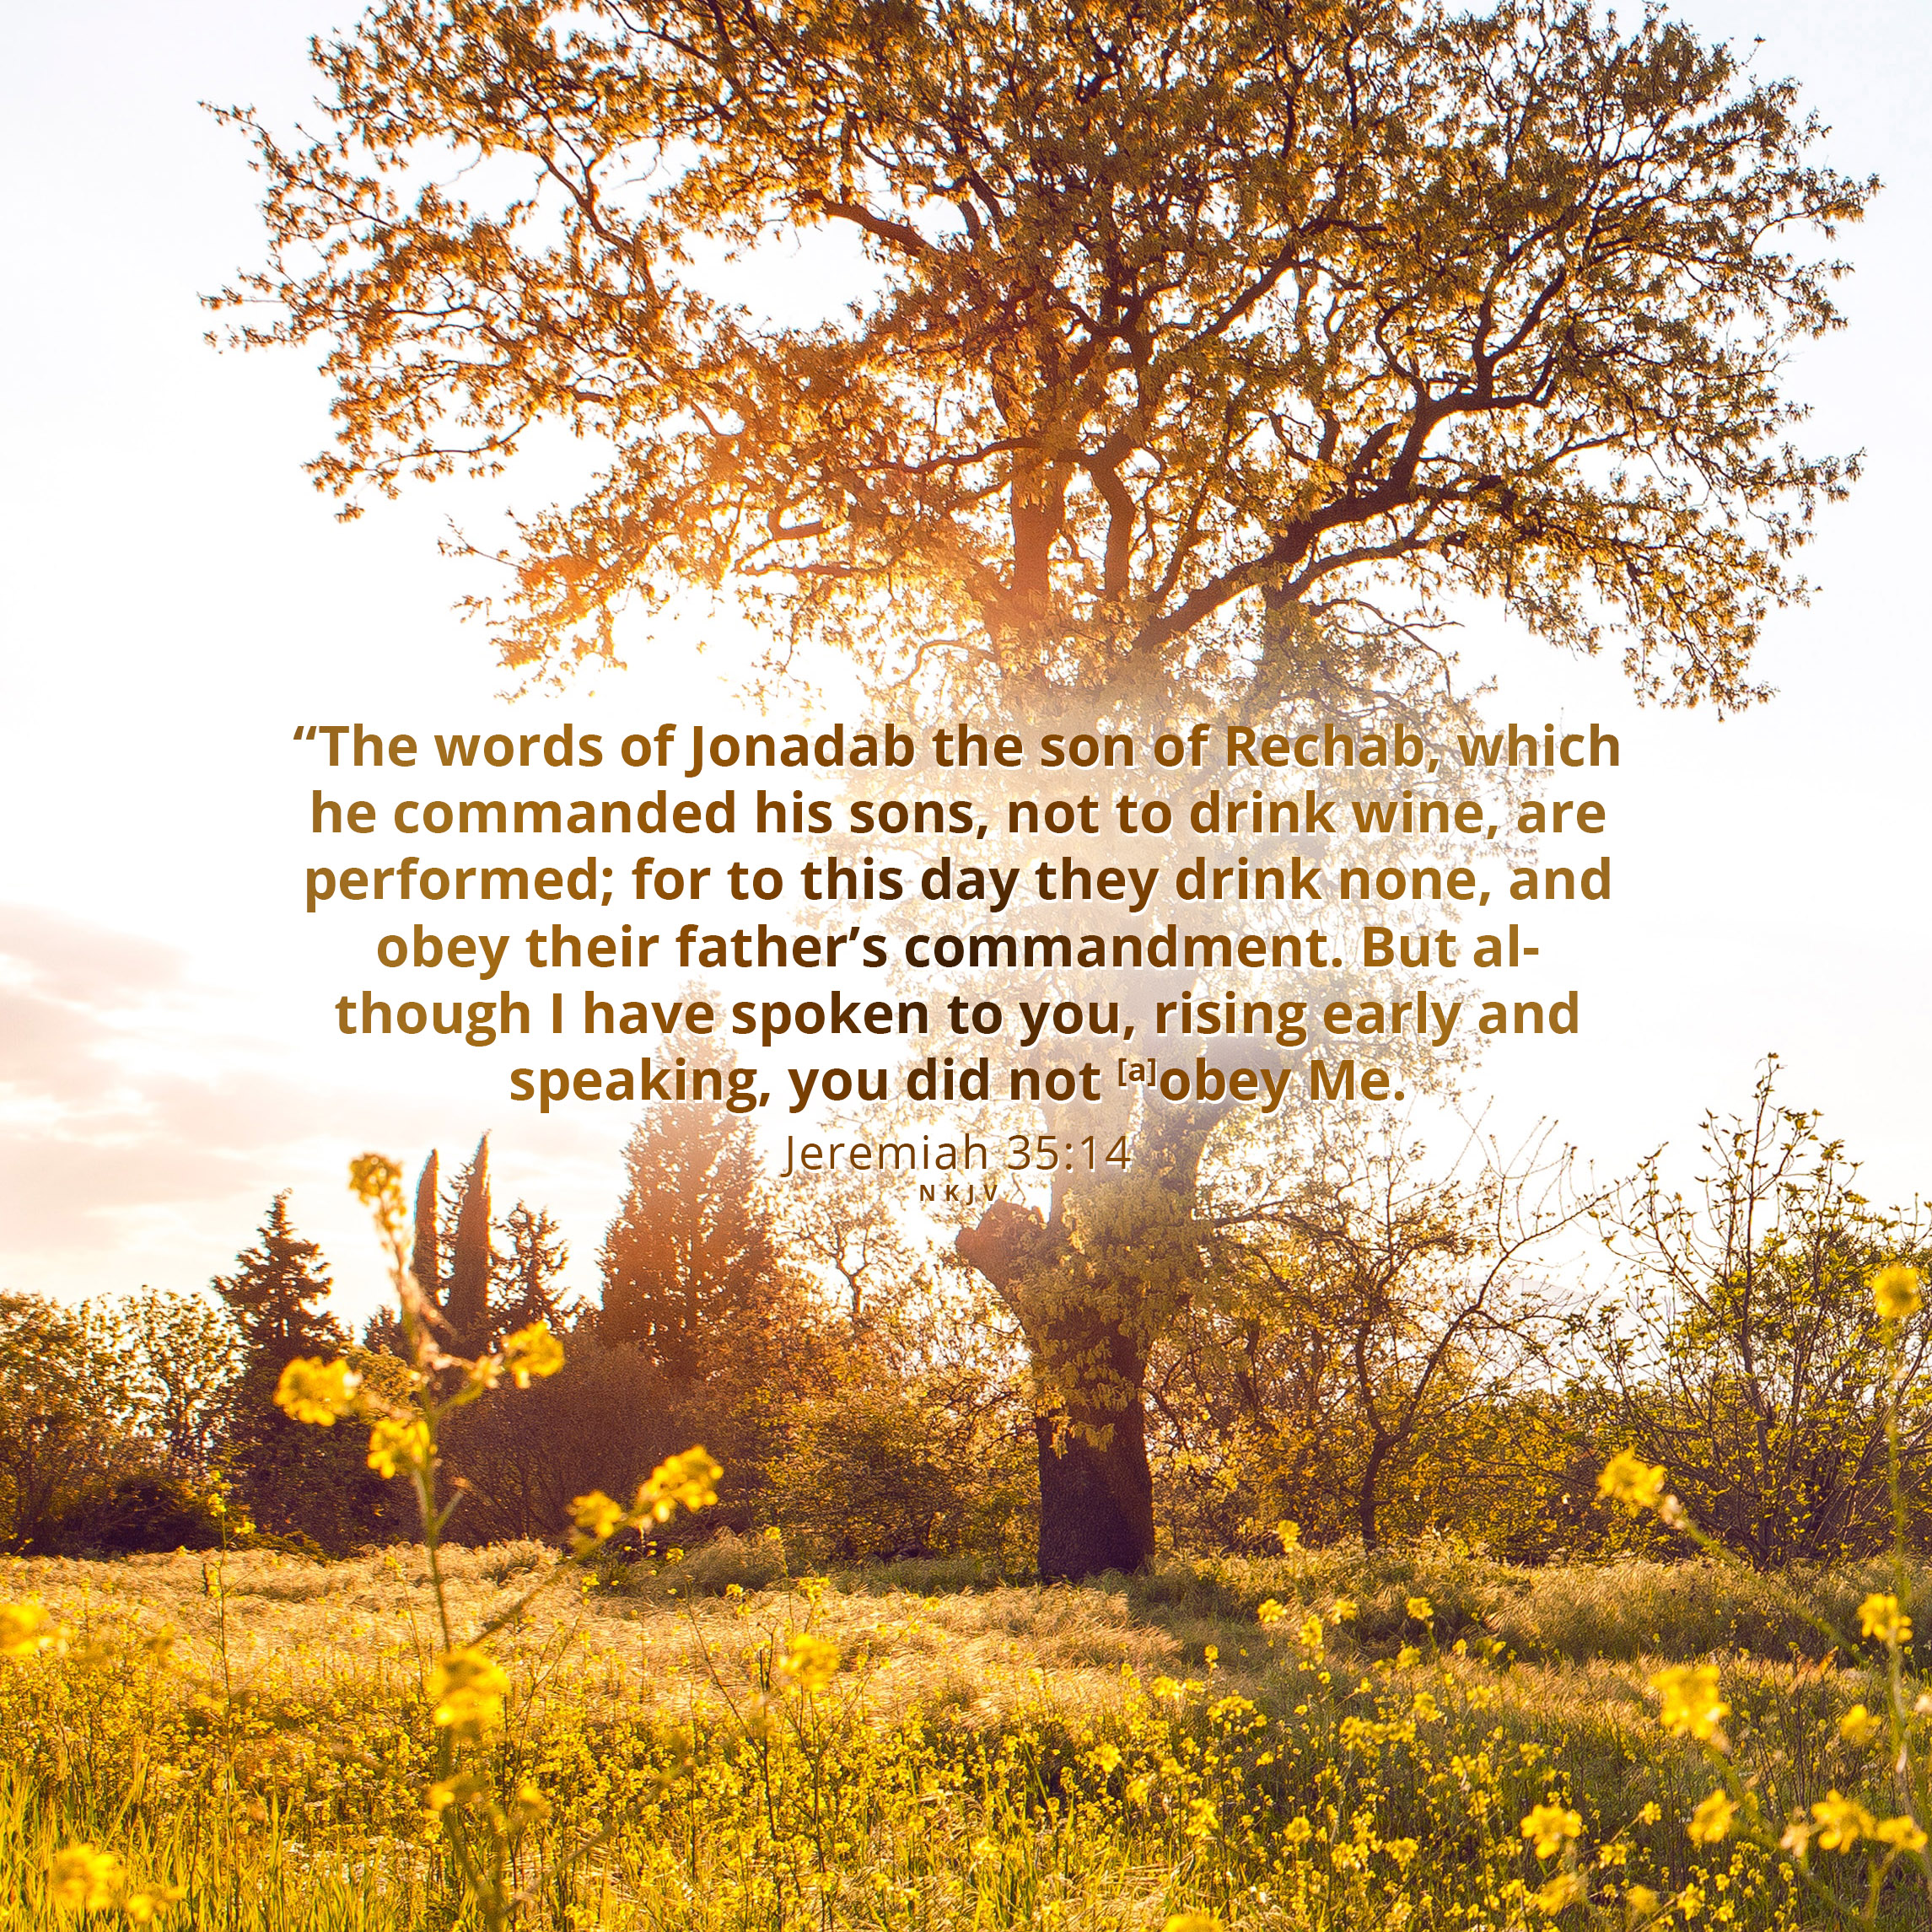 “The words of Jonadab the son of Rechab, which
he commanded his sons, not to drink wine, are
performed; for to this day they drink none, and
obey their father’s commandment. But al-
though I have spoken to you, rising early and
speaking, you did not [a]obey Me.
Jeremiah 35:14
NKJV